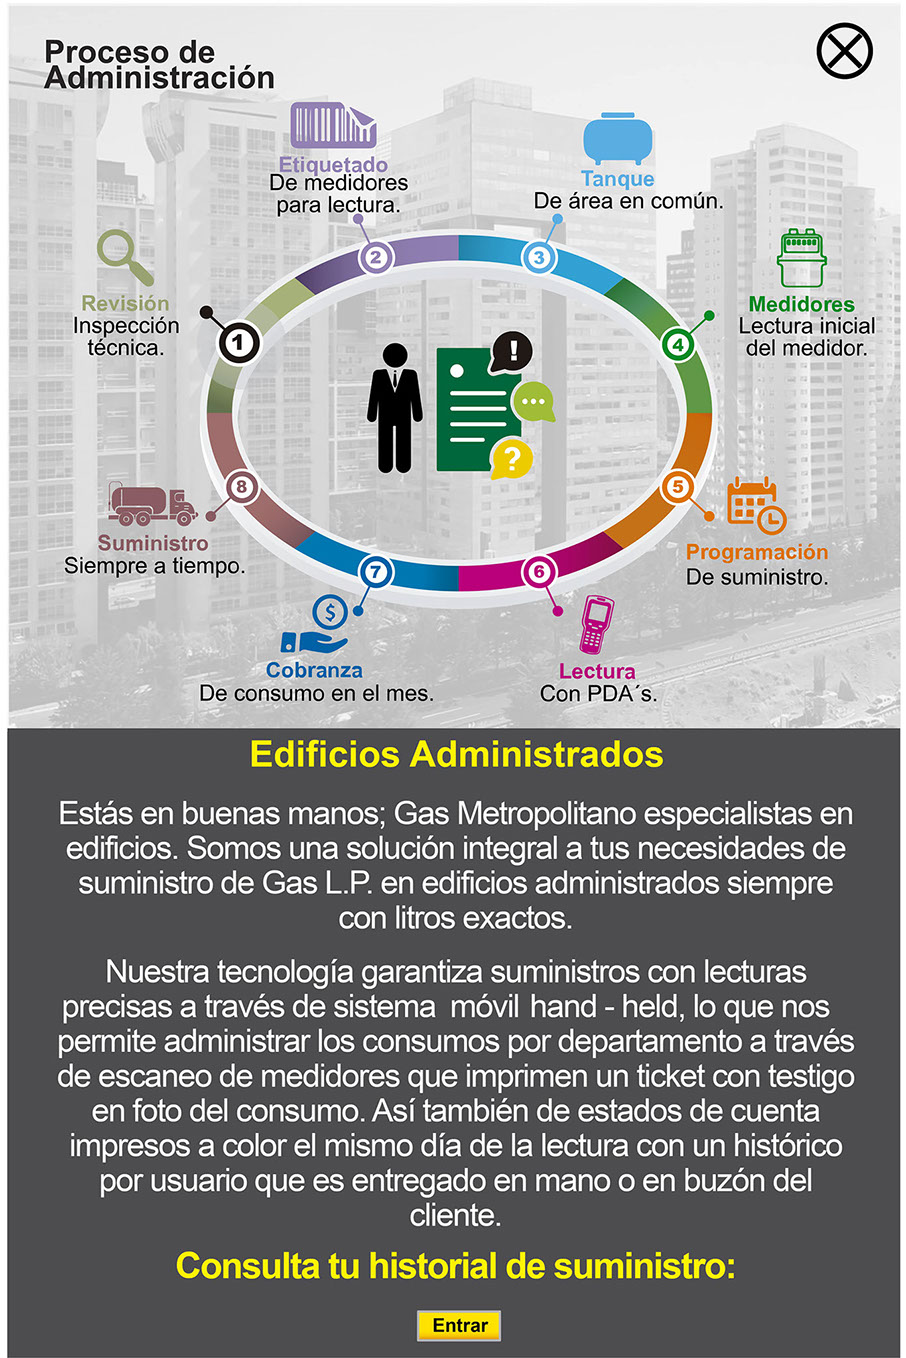 Proceso de
Administración
Etiquetado
De medidores
para lectura.
Tanque
De área en común.
Revisión
Inspección
técnica.
Medidores
Lectura inicial
del medidor.
1
2
3
4
5
6
7
8
!
...
?
$
Suministro
Siempre a tiempo.
Programación
De suministro.
Cobranza
De consumo en el mes.
Lectura
Con PDA´s.
Edificios Administrados
Estás en buenas manos; Gas Metropolitano especialistas en
edificios. Somos una solución integral a tus necesidades de
suministro de Gas L.P. en edificios administrados siempre
con litros exactos.
Nuestra tecnología garantiza suministros con lecturas
precisas a través de sistema móvil hand - held, lo que nos
permite administrar los consumos por departamento a través
de escaneo de medidores que imprimen un ticket con testigo
en foto del consumo. Así también de estados de cuenta
impresos a color el mismo día de la lectura con un histórico
por usuario que es entregado en mano o en buzón del
cliente.
Consulta tu historial de suministro:
Entrar